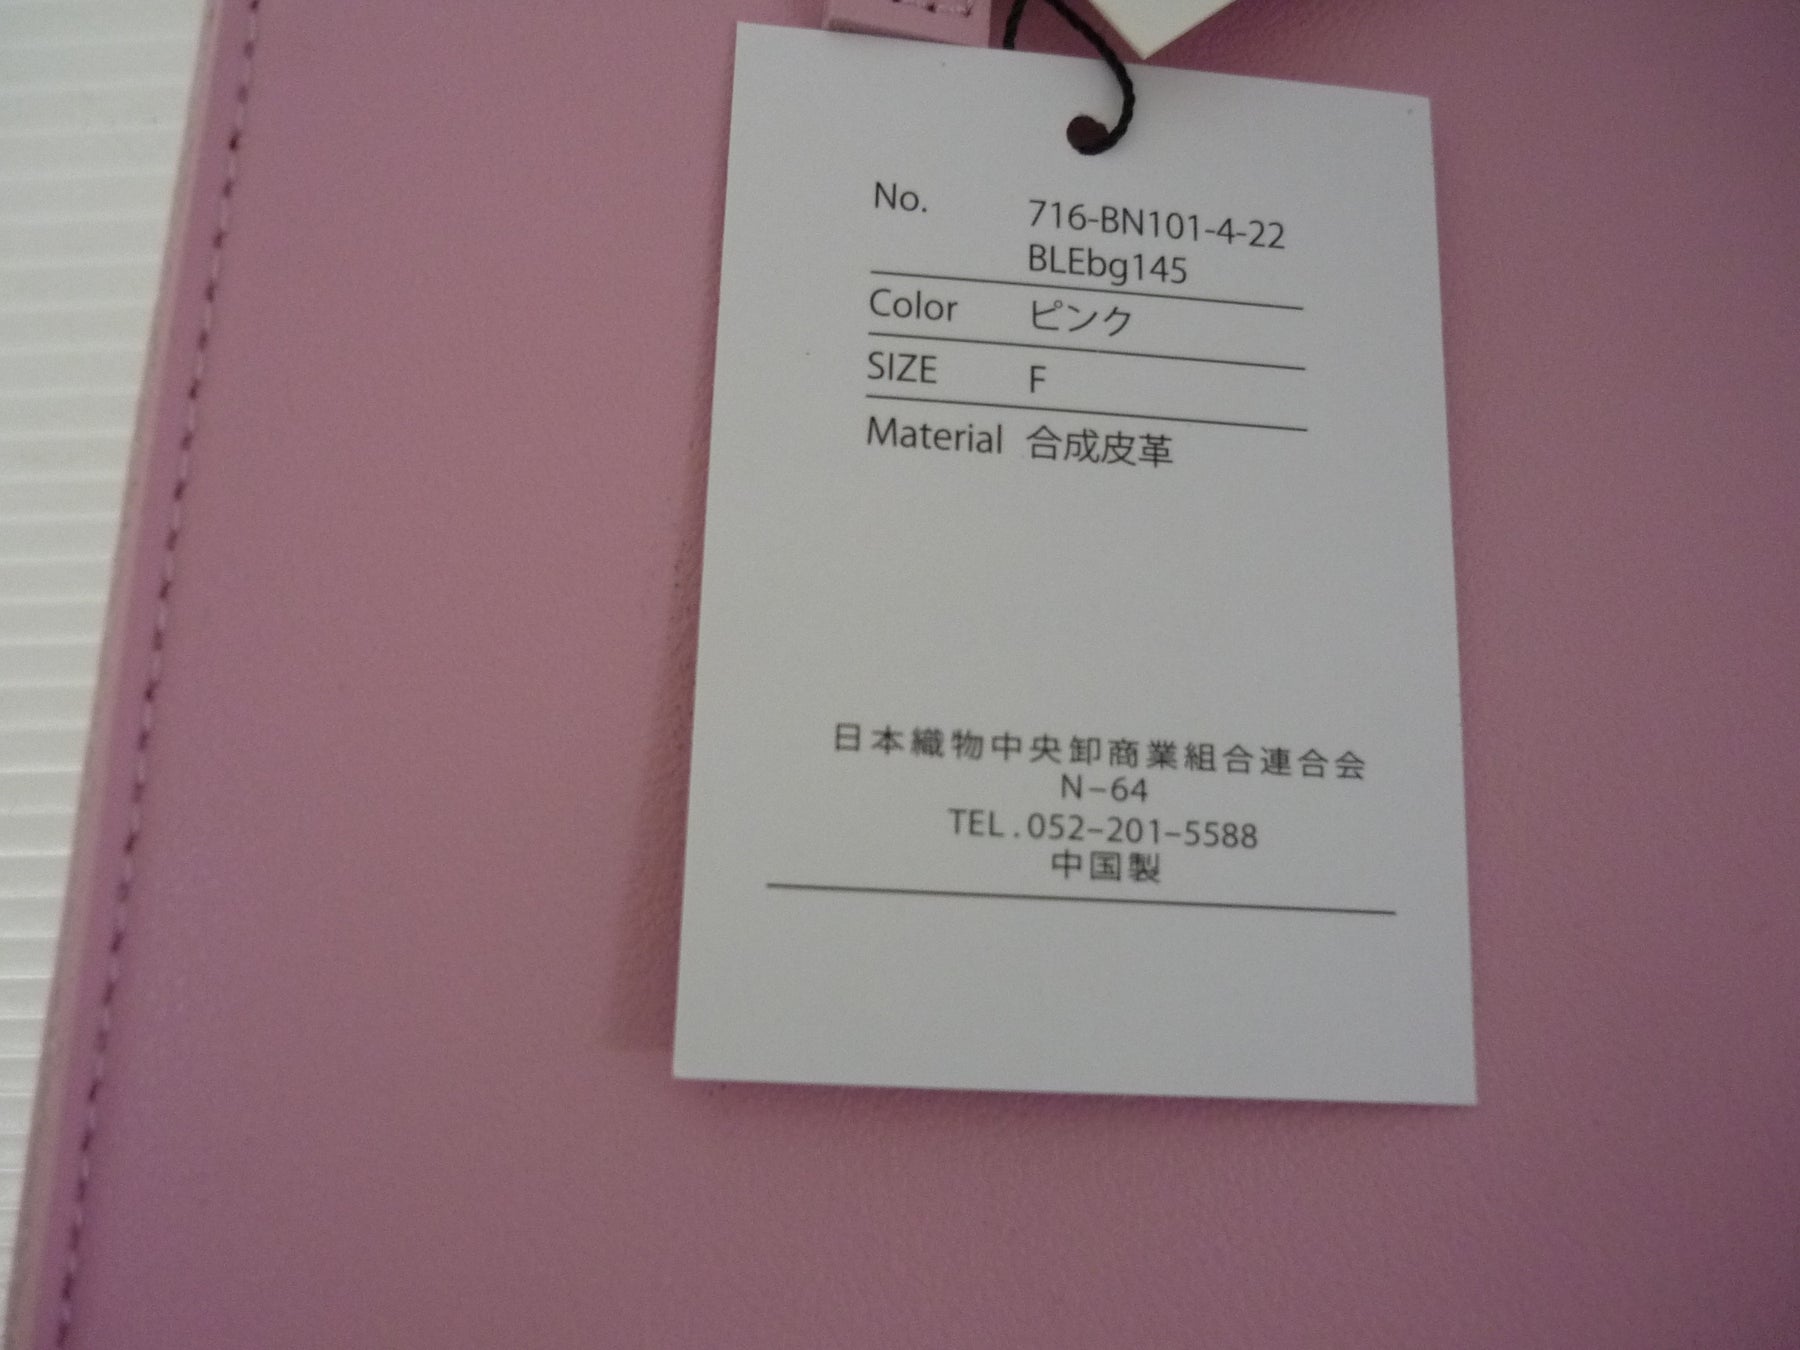 No. 716-BN101-4-22
BLEbg145
Color ピンク
SIZE F
Material 合成皮革
日本織物中央卸商業組合連合会
N-64
TEL.052-201-5588
中国製